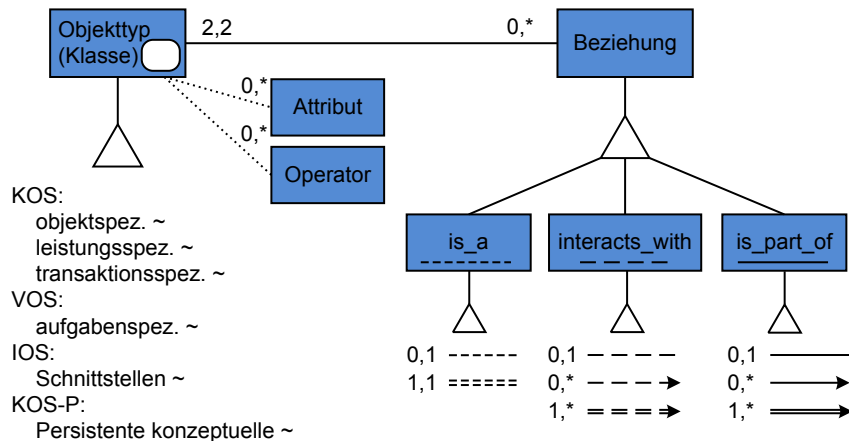 Objekttyp
(Klasse)
2,2
0,*
Beziehung
0,*
Attribut
0,*
Operator
KOS:
objektspez. ~
leistungsspez. ~
transaktionsspez. ~
VOS:
aufgabenspez. ~
IOS:
Schnittstellen ~
KOS-P:
Persistente konzeptuelle ~
is_a
interacts_with
is_part_of
0,1
1,1
0,1
0,*
1,*
0,1
0,*
1,*